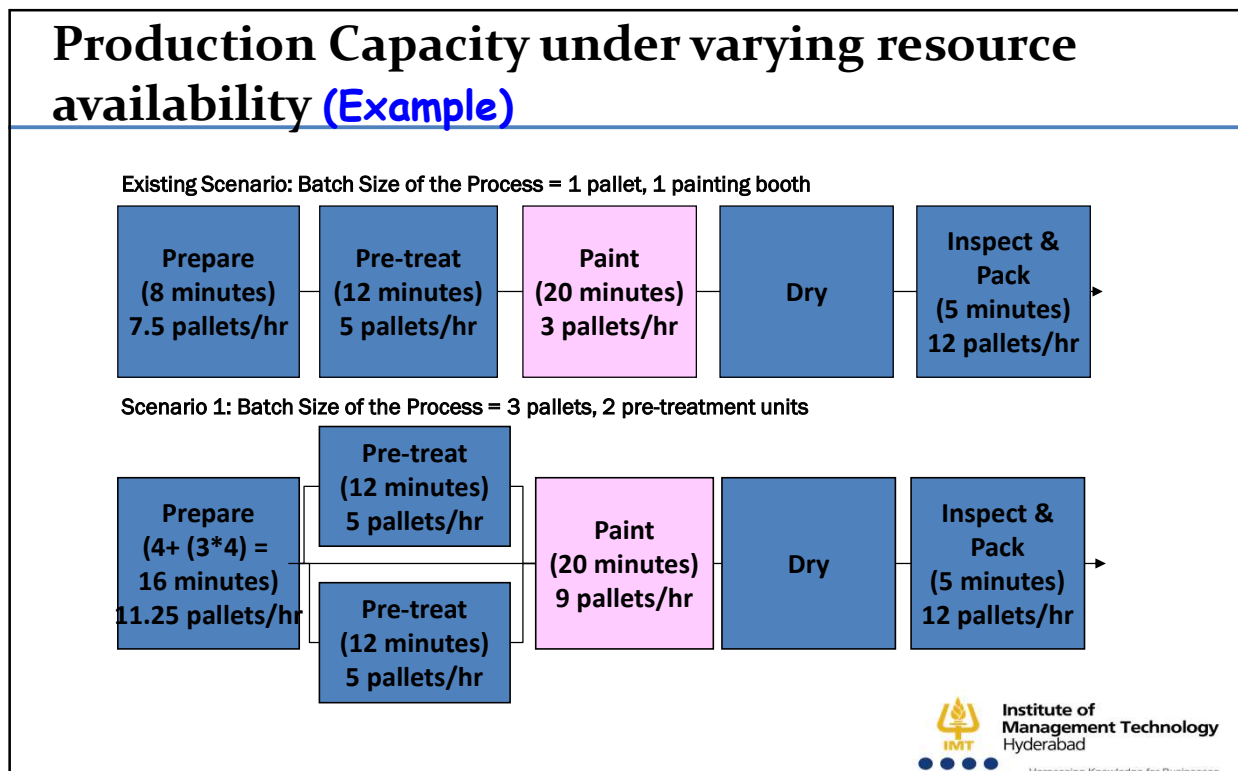 Production Capacity under varying resource
availability (Example)
Existing Scenario: Batch Size of the Process = 1 pallet, 1 painting booth
Prepare
(8 minutes)
7.5 pallets/hr
Pre-treat
(12 minutes)
5 pallets/hr
Paint
(20 minutes)
3 pallets/hr
Dry
Inspect &
Pack
(5 minutes)
12 pallets/hr
Scenario 1: Batch Size of the Process = 3 pallets, 2 pre-treatment units
Prepare
(4+ (3*4) =
16 minutes)
11.25 pallets/hr
Pre-treat
(12 minutes)
5 pallets/hr
Pre-treat
(12 minutes)
5 pallets/hr
Paint
(20 minutes)
9 pallets/hr
Dry
Inspect &
Pack
(5 minutes)
12 pallets/hr
IMT
Institute of
Management Technology
Hyderabad
Harnessing Knowledge for Businesses